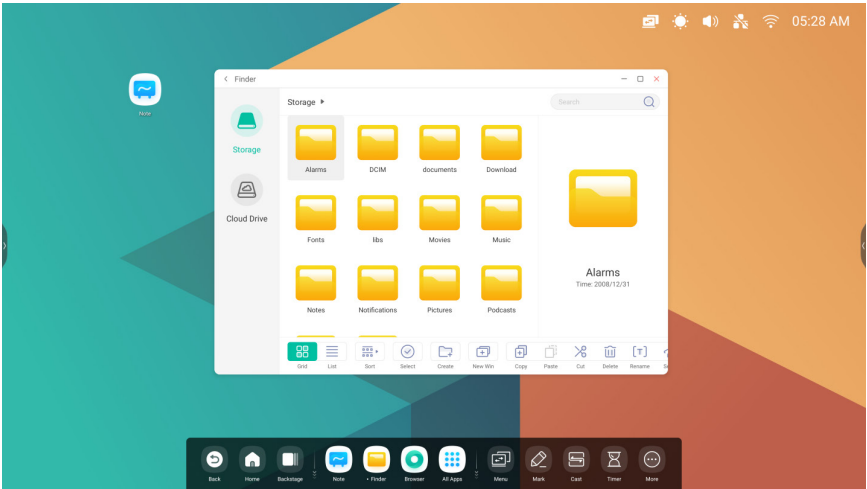 05:28 AM
Note
Finder
Storage
Search
Storage
Cloud Drive
Alarms
DCIM
documents
Download
Fonts
libs
Movies
Music
Notes
Notifications
Pictures
Podcasts
Alarms
Time: 2008/12/31
Grid
List
Sort
Select
Create
New Win
Copy
Paste
Cut
Delete
Rename
Back
Home
Backstage
Note
• Finder
Browser
All Apps
Menu
Mark
Cast
Timer
More